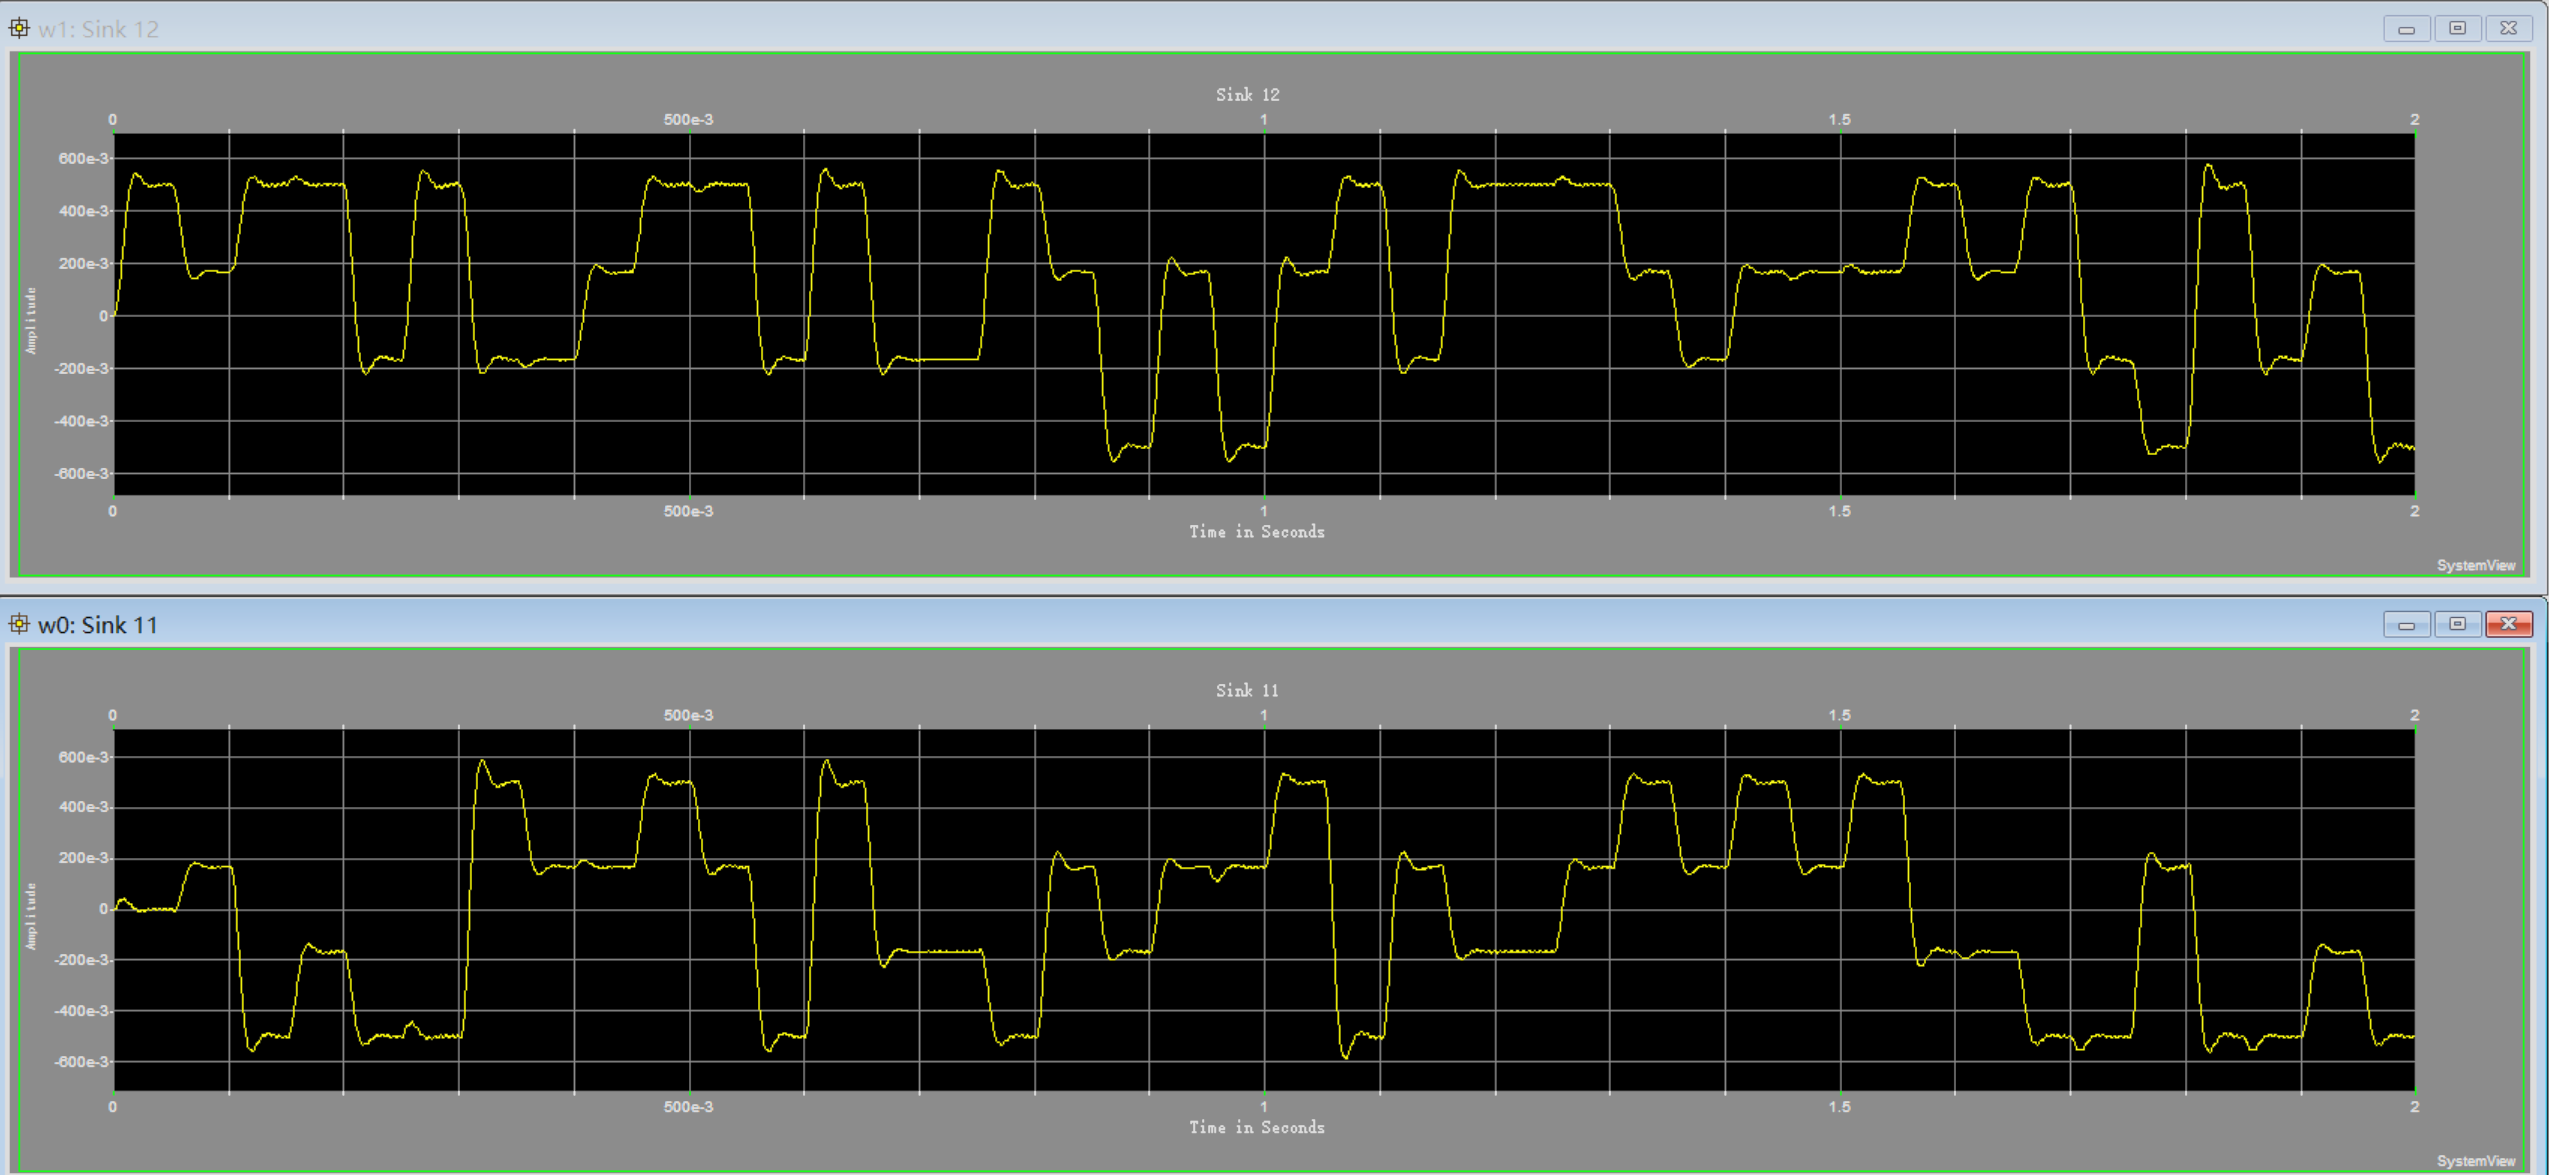 w1: Sink 12
Sink 12
0 500e-3 1 1.5 2
600e-3
400e-3
200e-3
0
-200e-3
-400e-3
-600e-3
Amplitude
0 500e-3 1 1.5 2
Time in Seconds
SystemView
w0: Sink 11
Sink 11
0 500e-3 1 1.5 2
600e-3
400e-3
200e-3
0
-200e-3
-400e-3
-600e-3
Amplitude
0 500e-3 1 1.5 2
Time in Seconds
SystemView